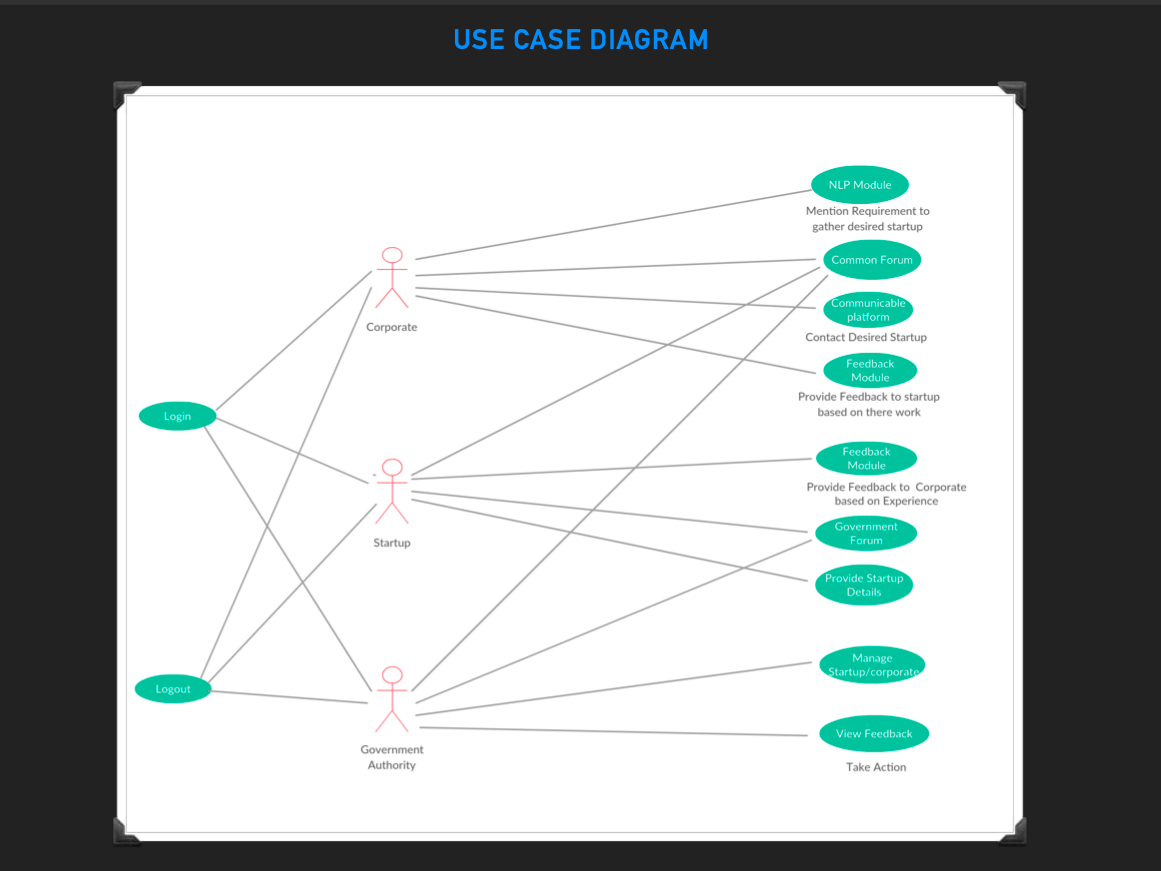 USE CASE DIAGRAM
NLP Module
Mention Requirement to
gather desired startup
Common Forum
Communicable
platform
Contact Desired Startup
Corporate
Feedback
Module
Provide Feedback to startup
based on there work
Login
Feedback
Module
Provide Feedback to Corporate
based on Experience
Startup
Government
Forum
Provide Startup
Details
Manage
Startup/corporate
Logout
View Feedback
Government
Authority
Take Action